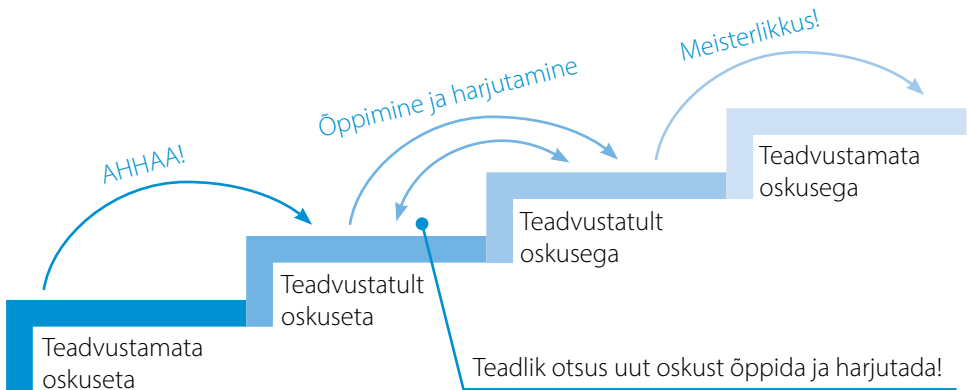 AHHAA!
Õppimine ja harjutamine
Meisterlikkus!
Teadvustamata
oskuseta
Teadvustatult
oskuseta
Teadvustatult
oskusega
Teadvustamata
oskusega
Teadlik otsus uut oskust õppida ja harjutada!